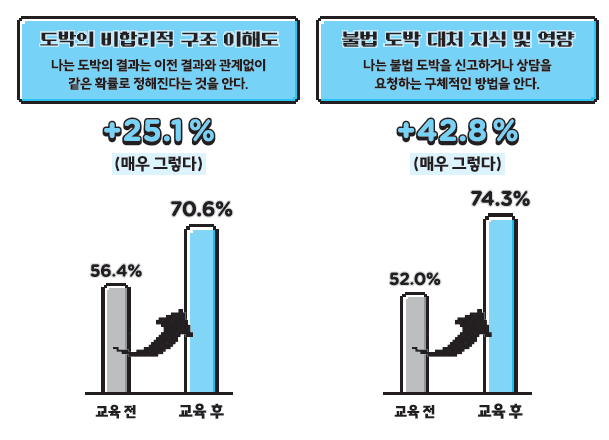 도박의 비합리적 구조 이해도
나는 도박의 결과는 이전 결과와 관계없이
같은 확률로 정해진다는 것을 안다.
+25.1%
(매우 그렇다)
70.6%
56.4%
교육 전
교육 후
불법 도박 대처 지식 및 역량
나는 불법 도박을 신고하거나 상담을
요청하는 구체적인 방법을 안다.
+42.8%
(매우 그렇다)
74.3%
52.0%
교육 전
교육 후